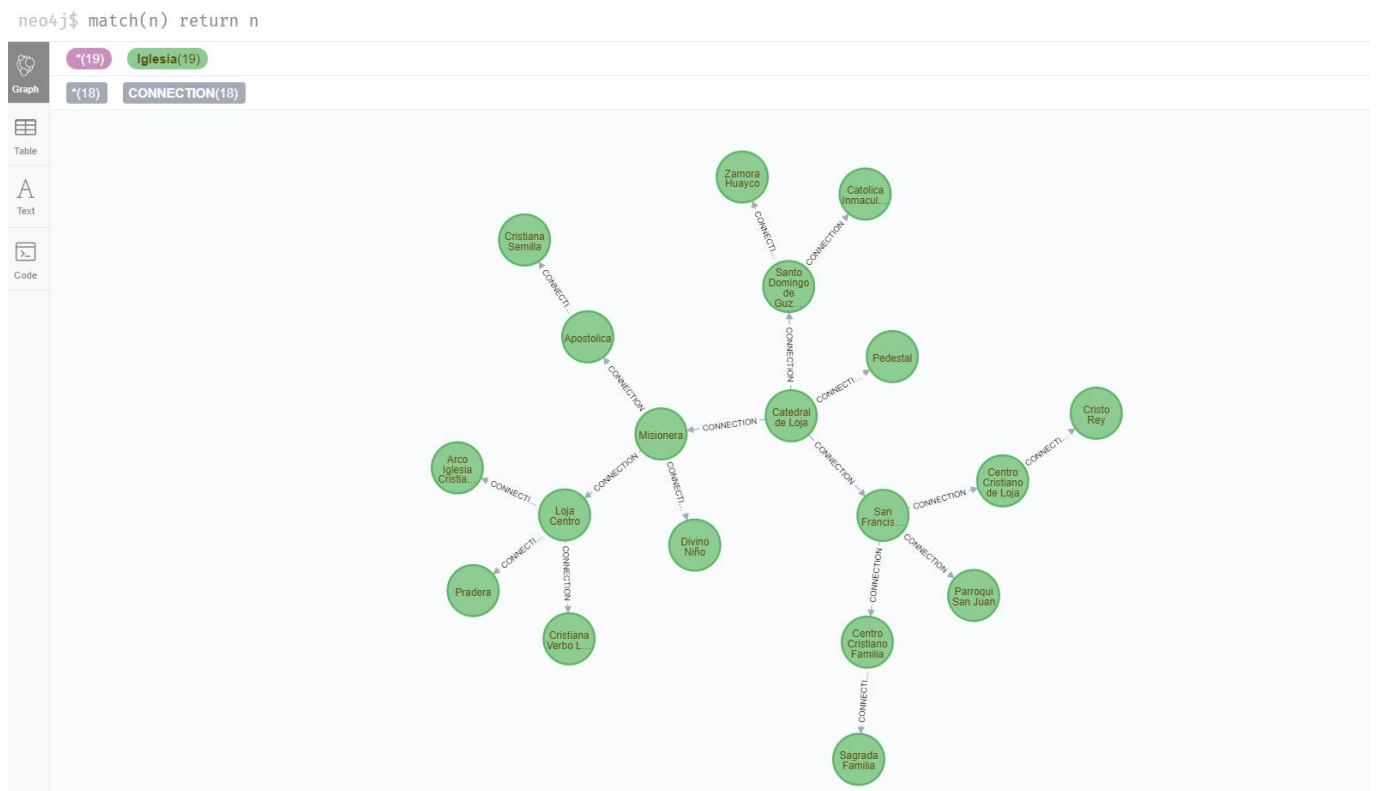 neo4j$ match(n) return n
*(19) Iglesia(19)
Graph
*(18) CONNECTION(18)
Table
A
Text
Code
Zamora
Huayco
Catolica
Inmacul...
CONNECTI...
CONNECTION
Cristiana
Semilla
CONNECTI...
Santo
Domingo
de
Guz...
Apostolica
CONNECTION
Pedestal
CONNECTI...
CONNECTION
Catedral
de Loja
CONNECTION
Misionera
Cristo
Rey
CONNECTI...
CONNECTION
Arco
Iglesia
Cristia...
CONNECTI...
CONNECTION
CONNECTI...
Centro
Cristiano
de Loja
CONNECTION
Loja
Centro
San
Francis...
Divino
Niño
CONNECTI...
CONNECTION
CONNECTION
CONNECTION
Pradera
Parroqui
San Juan
Cristiana
Verbo L...
Centro
Cristiano
Familia
CONNECTI...
Sagrada
Familia